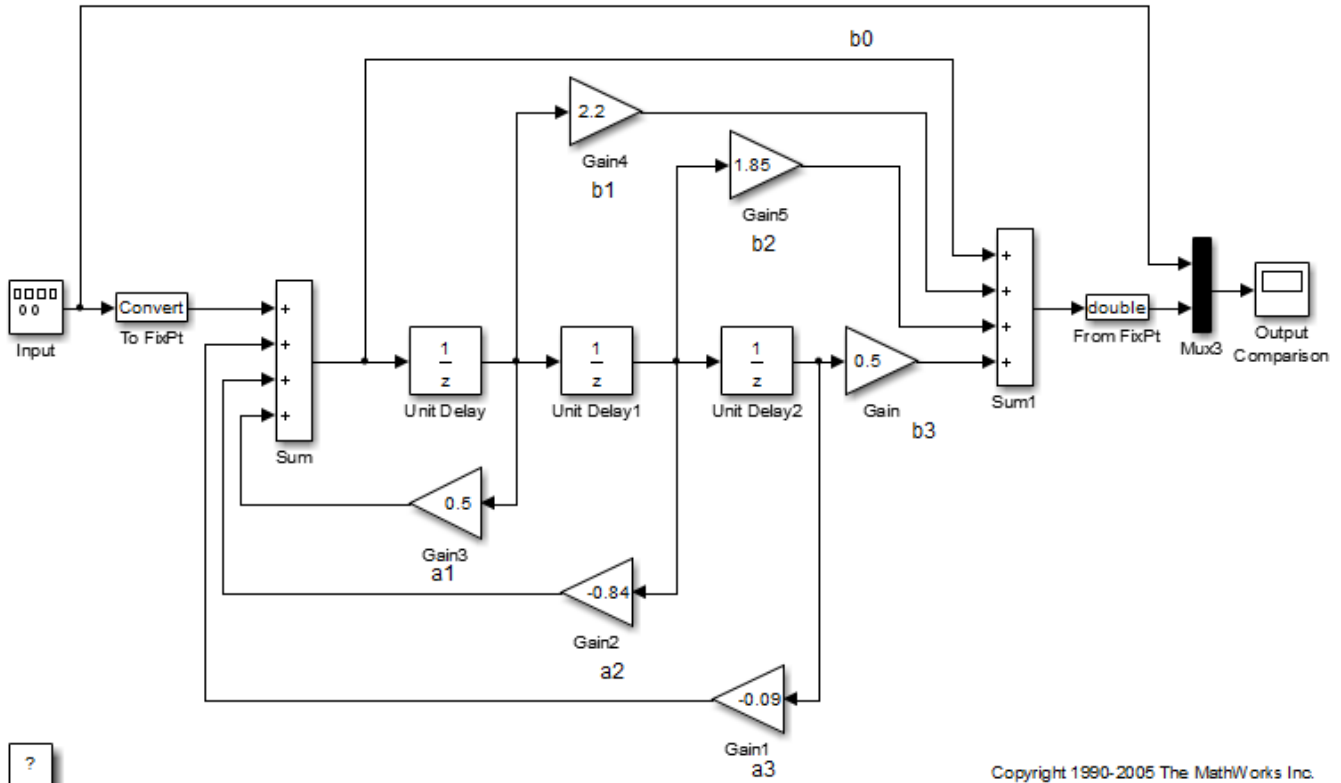 b0
2.2
Gain4
b1
1.85
Gain5
b2
Input
Convert
To FixPt
+
+
+
+
Sum
1
z
Unit Delay
1
z
Unit Delay1
1
z
Unit Delay2
0.5
Gain
b3
+
+
+
+
Sum1
double
From FixPt
Mux3
Output
Comparison
0.5
Gain3
a1
-0.84
Gain2
a2
-0.09
Gain1
a3
?
Copyright 1990-2005 The MathWorks Inc.